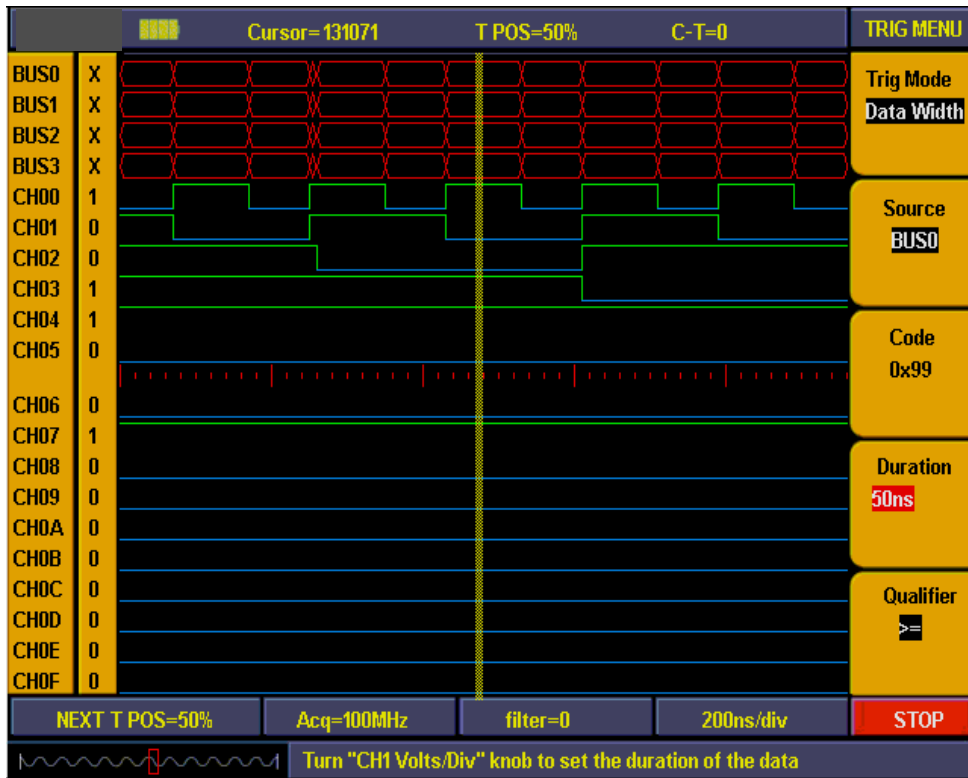 Cursor=131071 T POS=50% C-T=0 TRIG MENU
BUS0 X
BUS1 X
BUS2 X
BUS3 X
CH00 1
CH01 0
CH02 0
CH03 1
CH04 1
CH05 0
CH06 0
CH07 1
CH08 0
CH09 0
CH0A 0
CH0B 0
CH0C 0
CH0D 0
CH0E 0
CH0F 0
Trig Mode
Data Width
Source
BUS0
Code
0x99
Duration
50ns
Qualifier
>=
NEXT T POS=50% Acq=100MHz filter=0 200ns/div STOP
Turn "CH1 Volts/Div" knob to set the duration of the data